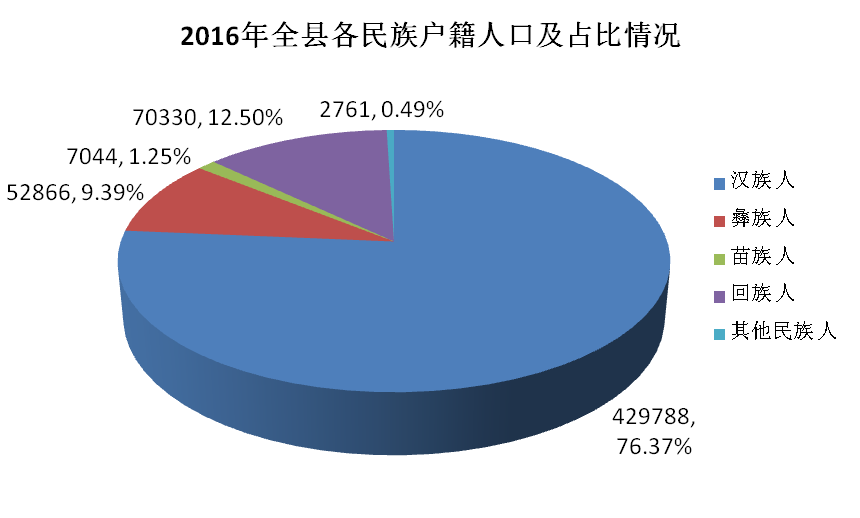 2016年全县各民族户籍人口及占比情况
2761, 0.49%
70330, 12.50%
7044, 1.25%
52866, 9.39%
429788,
76.37%
汉族人
彝族人
苗族人
回族人
其他民族人